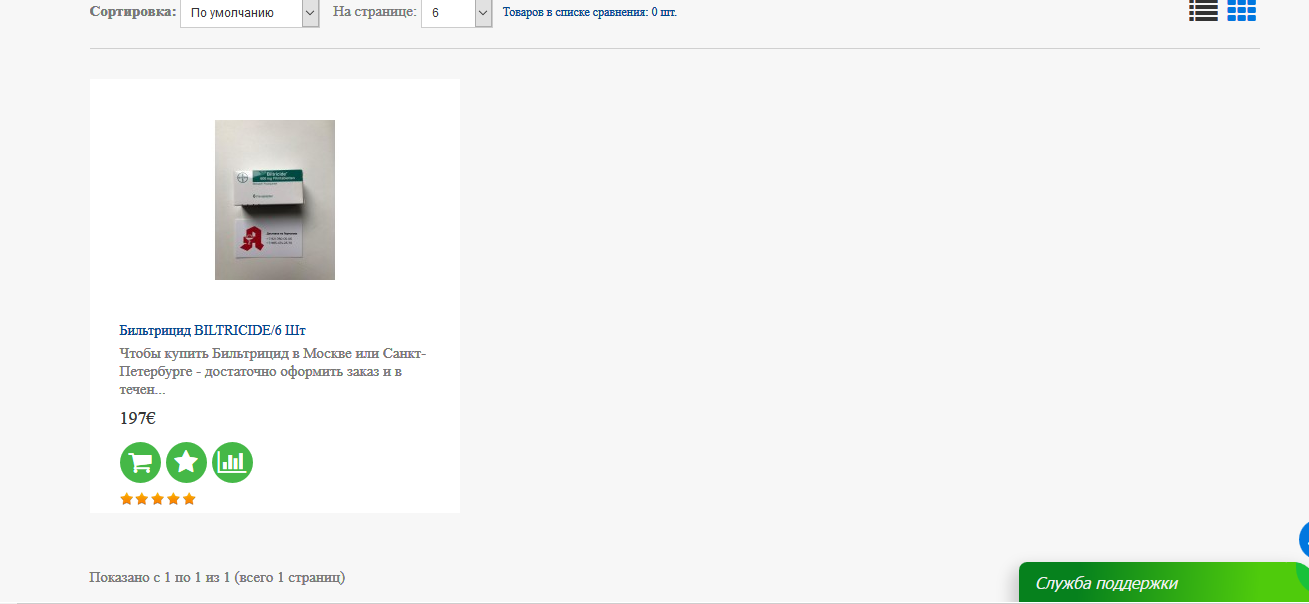 Сортировка: По умолчанию На странице: 6 Товаров в списке сравнения: 0 шт.
Biltricide
Бильтрицид BILTRICIDE/6 Шт
Чтобы купить Бильтрицид в Москве или Санкт-
Петербурге - достаточно оформить заказ и в
течен...
197€
Показано с 1 по 1 из 1 (всего 1 страниц)
Служба поддержки